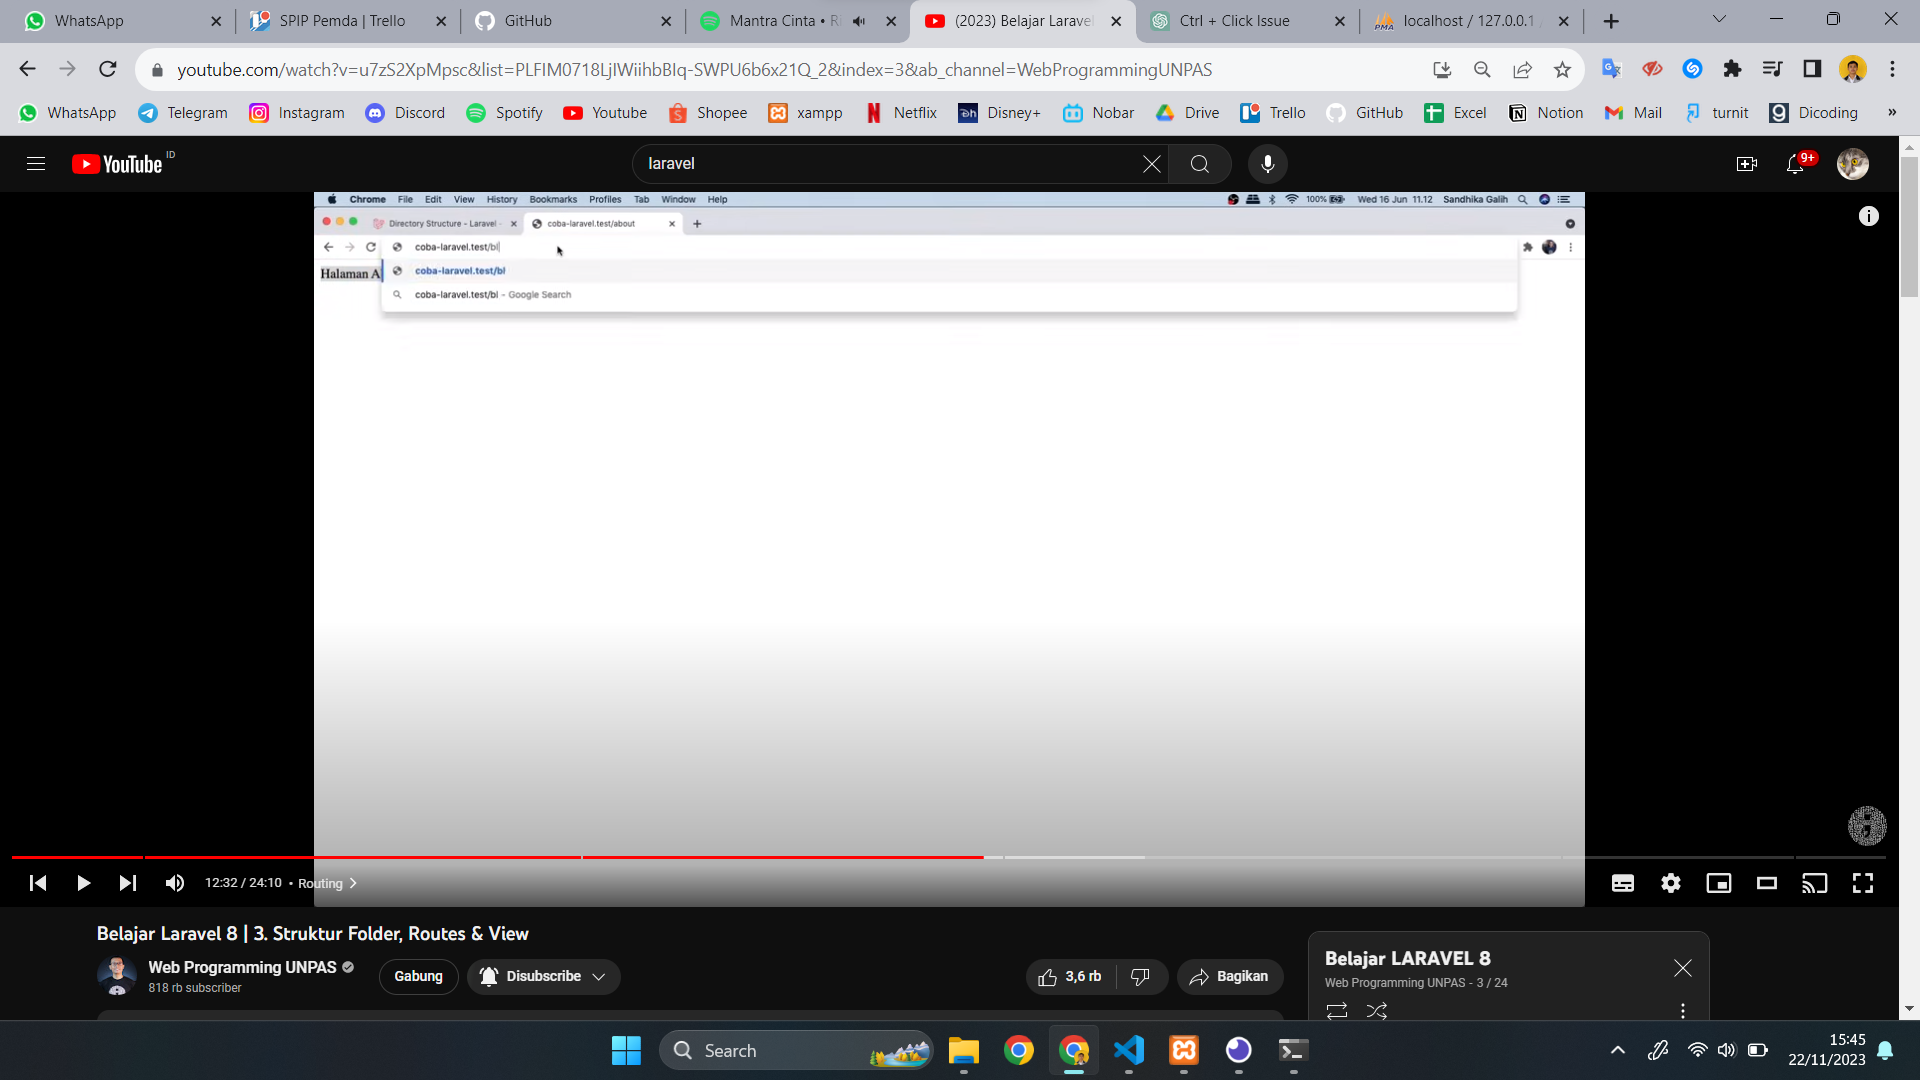 WhatsApp
SPIP Pemda | Trello
GitHub
Mantra Cinta • Ri
(2023) Belajar Laravel
Ctrl + Click Issue
localhost / 127.0.0.1 /
youtube.com/watch?v=u7zS2XpMpsc&list=PLFIM0718LjIWiihbBIq-SWPU6b6x21Q_2&index=3&ab_channel=WebProgrammingUNPAS
WhatsApp
Telegram
Instagram
Discord
Spotify
Youtube
Shopee
xampp
Netflix
Disney+
Nobar
Drive
Trello
GitHub
Excel
Notion
Mail
turnit
Dicoding
»
YouTube ID
laravel
9+
Chrome File Edit View History Bookmarks Profiles Tab Window Help
100% Wed 16 Jun 11.12 Sandhika Galih
Directory Structure - Laravel -
coba-laravel.test/about
coba-laravel.test/bl
Halaman A
coba-laravel.test/bl
coba-laravel.test/bl - Google Search
12:32 / 24:10 • Routing
Belajar Laravel 8 | 3. Struktur Folder, Routes & View
Web Programming UNPAS
818 rb subscriber
Gabung
Disubscribe
3,6 rb
Bagikan
Belajar LARAVEL 8
Web Programming UNPAS - 3 / 24
Search
15:45
22/11/2023